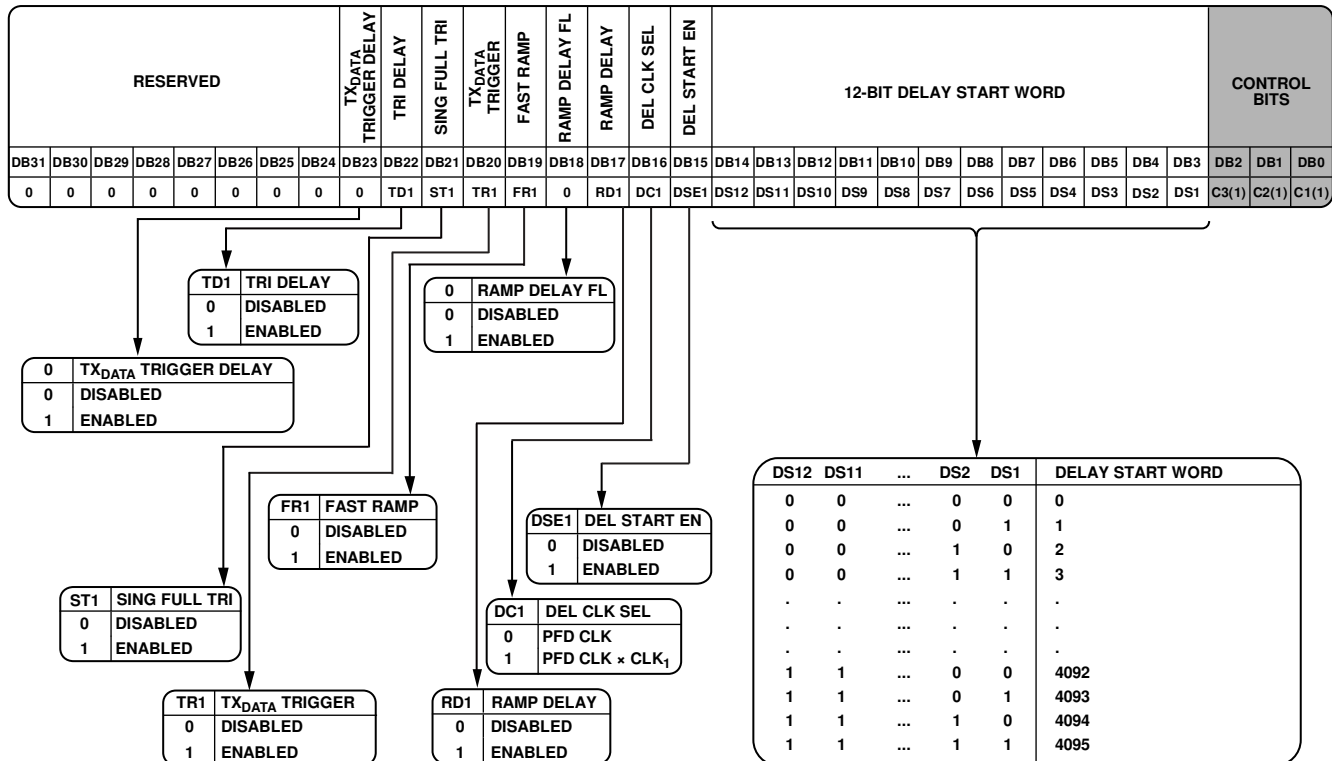 RESERVED
TXDATA TRIGGER DELAY
TRI DELAY
SING FULL TRI
TXDATA TRIGGER
FAST RAMP
RAMP DELAY FL
RAMP DELAY
DEL CLK SEL
DEL START EN
12-BIT DELAY START WORD
CONTROL BITS
DB31 DB30 DB29 DB28 DB27 DB26 DB25 DB24 DB23 DB22 DB21 DB20 DB19 DB18 DB17 DB16 DB15 DB14 DB13 DB12 DB11 DB10 DB9 DB8 DB7 DB6 DB5 DB4 DB3 DB2 DB1 DB0
0 0 0 0 0 0 0 0 0 TD1 ST1 TR1 FR1 0 RD1 DC1 DSE1 DS12 DS11 DS10 DS9 DS8 DS7 DS6 DS5 DS4 DS3 DS2 DS1 C3(1) C2(1) C1(1)
TD1 TRI DELAY
0 DISABLED
1 ENABLED
0 RAMP DELAY FL
0 DISABLED
1 ENABLED
0 TXDATA TRIGGER DELAY
0 DISABLED
1 ENABLED
FR1 FAST RAMP
0 DISABLED
1 ENABLED
DSE1 DEL START EN
0 DISABLED
1 ENABLED
ST1 SING FULL TRI
0 DISABLED
1 ENABLED
DC1 DEL CLK SEL
0 PFD CLK
1 PFD CLK × CLK1
TR1 TXDATA TRIGGER
0 DISABLED
1 ENABLED
RD1 RAMP DELAY
0 DISABLED
1 ENABLED
DS12 DS11 ... DS2 DS1 DELAY START WORD
0 0 ... 0 0 0
0 0 ... 0 1 1
0 0 ... 1 0 2
0 0 ... 1 1 3
. . ... . . .
. . ... . . .
. . ... . . .
1 1 ... 0 0 4092
1 1 ... 0 1 4093
1 1 ... 1 0 4094
1 1 ... 1 1 4095